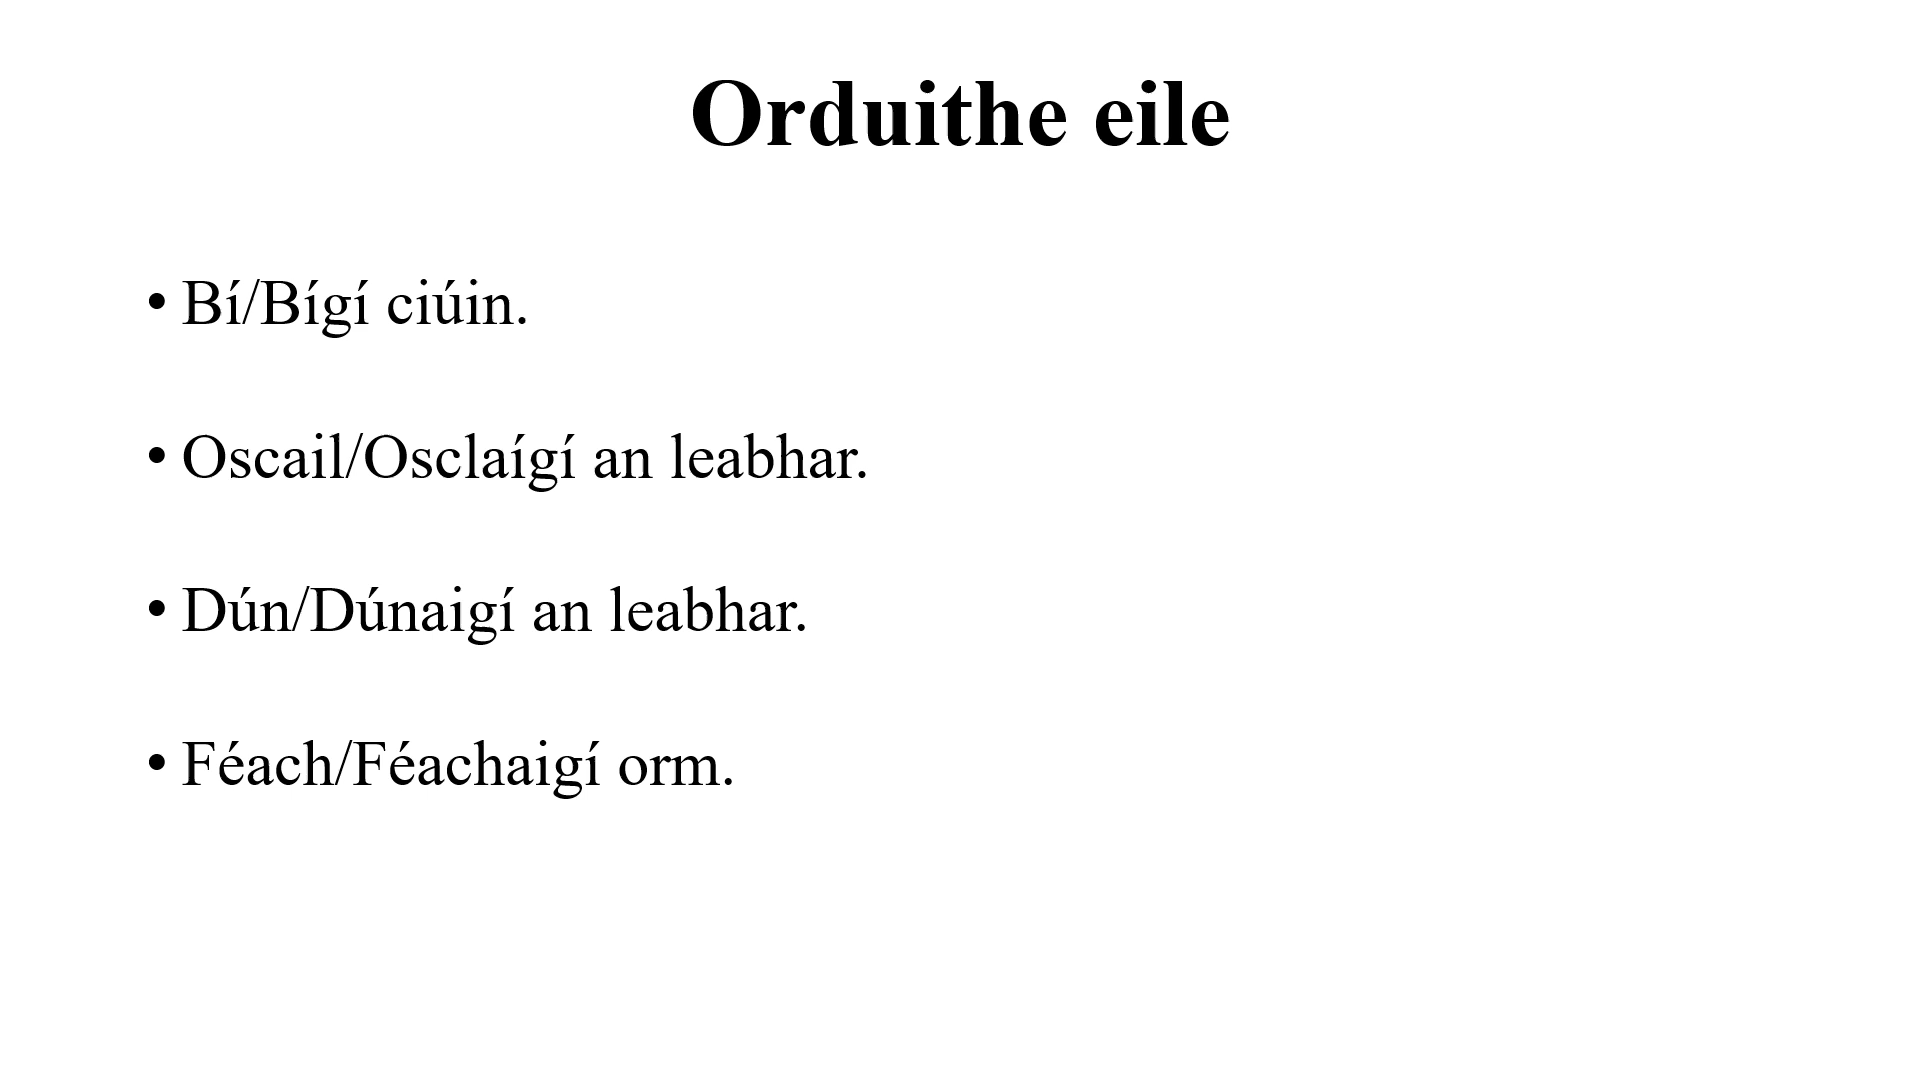 Orduithe eile
• Bí/Bígí ciúin.
• Oscail/Osclaígí an leabhar.
• Dún/Dúnaigí an leabhar.
• Féach/Féachaigí orm.